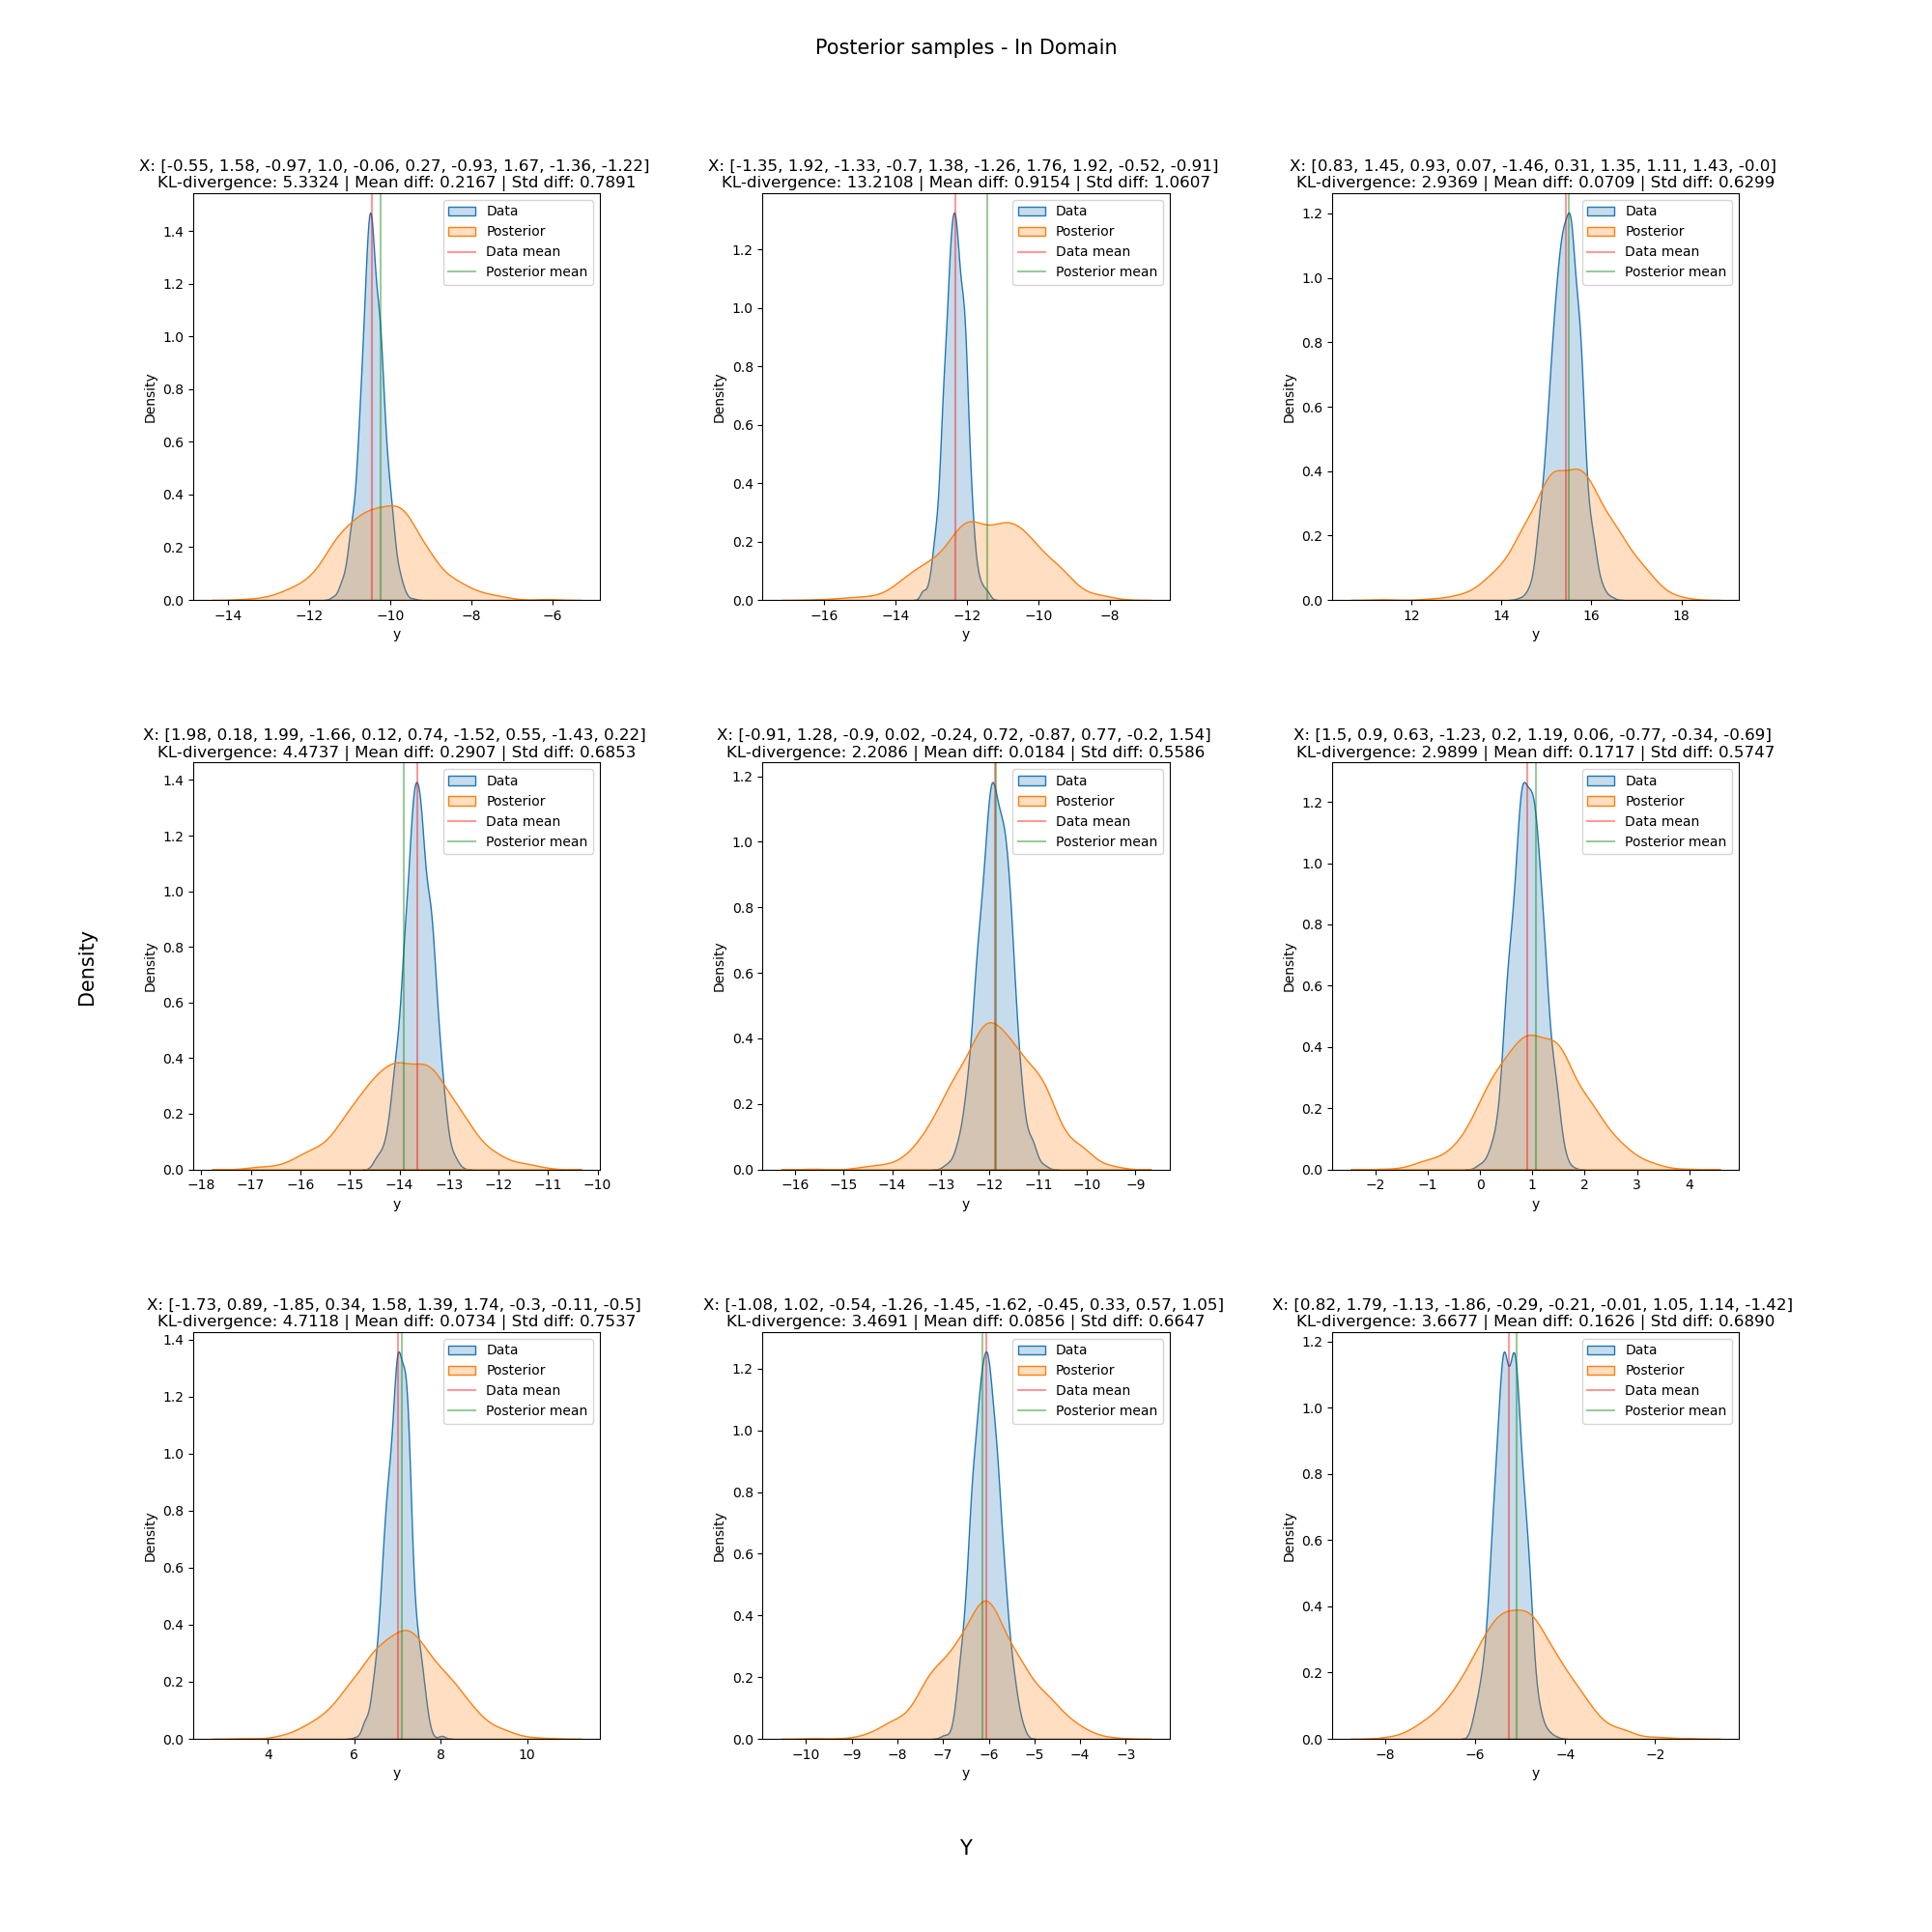 Posterior samples - In Domain
X: [-0.55, 1.58, -0.97, 1.0, -0.06, 0.27, -0.93, 1.67, -1.36, -1.22]
KL-divergence: 5.3324 | Mean diff: 0.2167 | Std diff: 0.7891
Data
Posterior
Data mean
Posterior mean
Density
1.4
1.2
1.0
0.8
0.6
0.4
0.2
0.0
−14 −12 −10 −8 −6
y
X: [-1.35, 1.92, -1.33, -0.7, 1.38, -1.26, 1.76, 1.92, -0.52, -0.91]
KL-divergence: 13.2108 | Mean diff: 0.9154 | Std diff: 1.0607
Data
Posterior
Data mean
Posterior mean
Density
1.2
1.0
0.8
0.6
0.4
0.2
0.0
−16 −14 −12 −10 −8
y
X: [0.83, 1.45, 0.93, 0.07, -1.46, 0.31, 1.35, 1.11, 1.43, -0.0]
KL-divergence: 2.9369 | Mean diff: 0.0709 | Std diff: 0.6299
Data
Posterior
Data mean
Posterior mean
Density
1.2
1.0
0.8
0.6
0.4
0.2
0.0
12 14 16 18
y
X: [1.98, 0.18, 1.99, -1.66, 0.12, 0.74, -1.52, 0.55, -1.43, 0.22]
KL-divergence: 4.4737 | Mean diff: 0.2907 | Std diff: 0.6853
Data
Posterior
Data mean
Posterior mean
Density
1.4
1.2
1.0
0.8
0.6
0.4
0.2
0.0
−18 −17 −16 −15 −14 −13 −12 −11 −10
y
X: [-0.91, 1.28, -0.9, 0.02, -0.24, 0.72, -0.87, 0.77, -0.2, 1.54]
KL-divergence: 2.2086 | Mean diff: 0.0184 | Std diff: 0.5586
Data
Posterior
Data mean
Posterior mean
Density
1.2
1.0
0.8
0.6
0.4
0.2
0.0
−16 −15 −14 −13 −12 −11 −10 −9
y
X: [1.5, 0.9, 0.63, -1.23, 0.2, 1.19, 0.06, -0.77, -0.34, -0.69]
KL-divergence: 2.9899 | Mean diff: 0.1717 | Std diff: 0.5747
Data
Posterior
Data mean
Posterior mean
Density
1.2
1.0
0.8
0.6
0.4
0.2
0.0
−2 −1 0 1 2 3 4
y
Density
X: [-1.73, 0.89, -1.85, 0.34, 1.58, 1.39, 1.74, -0.3, -0.11, -0.5]
KL-divergence: 4.7118 | Mean diff: 0.0734 | Std diff: 0.7537
Data
Posterior
Data mean
Posterior mean
Density
1.4
1.2
1.0
0.8
0.6
0.4
0.2
0.0
4 6 8 10
y
X: [-1.08, 1.02, -0.54, -1.26, -1.45, -1.62, -0.45, 0.33, 0.57, 1.05]
KL-divergence: 3.4691 | Mean diff: 0.0856 | Std diff: 0.6647
Data
Posterior
Data mean
Posterior mean
Density
1.2
1.0
0.8
0.6
0.4
0.2
0.0
−10 −9 −8 −7 −6 −5 −4 −3
y
X: [0.82, 1.79, -1.13, -1.86, -0.29, -0.21, -0.01, 1.05, 1.14, -1.42]
KL-divergence: 3.6677 | Mean diff: 0.1626 | Std diff: 0.6890
Data
Posterior
Data mean
Posterior mean
Density
1.2
1.0
0.8
0.6
0.4
0.2
0.0
−8 −6 −4 −2
y
Y